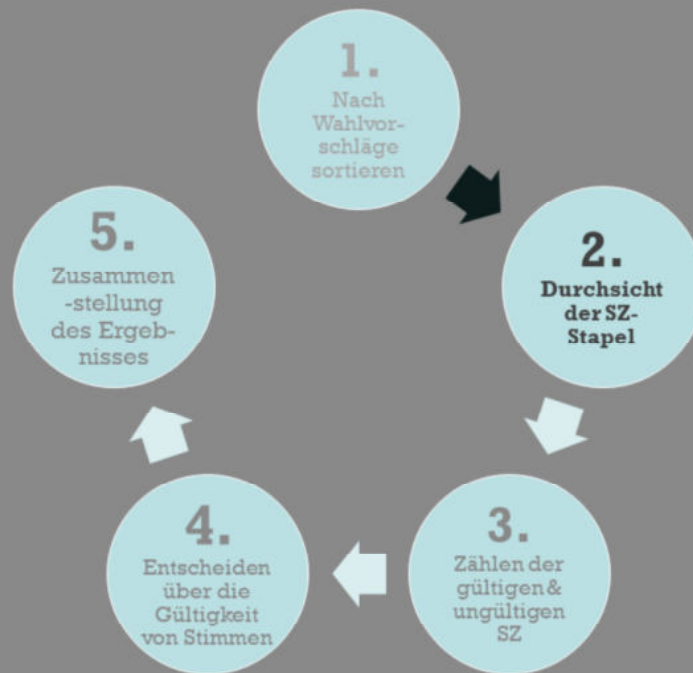 1.
Nach
Wahlvor-
schläge
sortieren
2.
Durchsicht
der SZ-
Stapel
3.
Zählen der
gültigen &
ungültigen
SZ
4.
Entscheiden
über die
Gültigkeit
von Stimmen
5.
Zusammen
-stellung
des Ergeb-
nisses